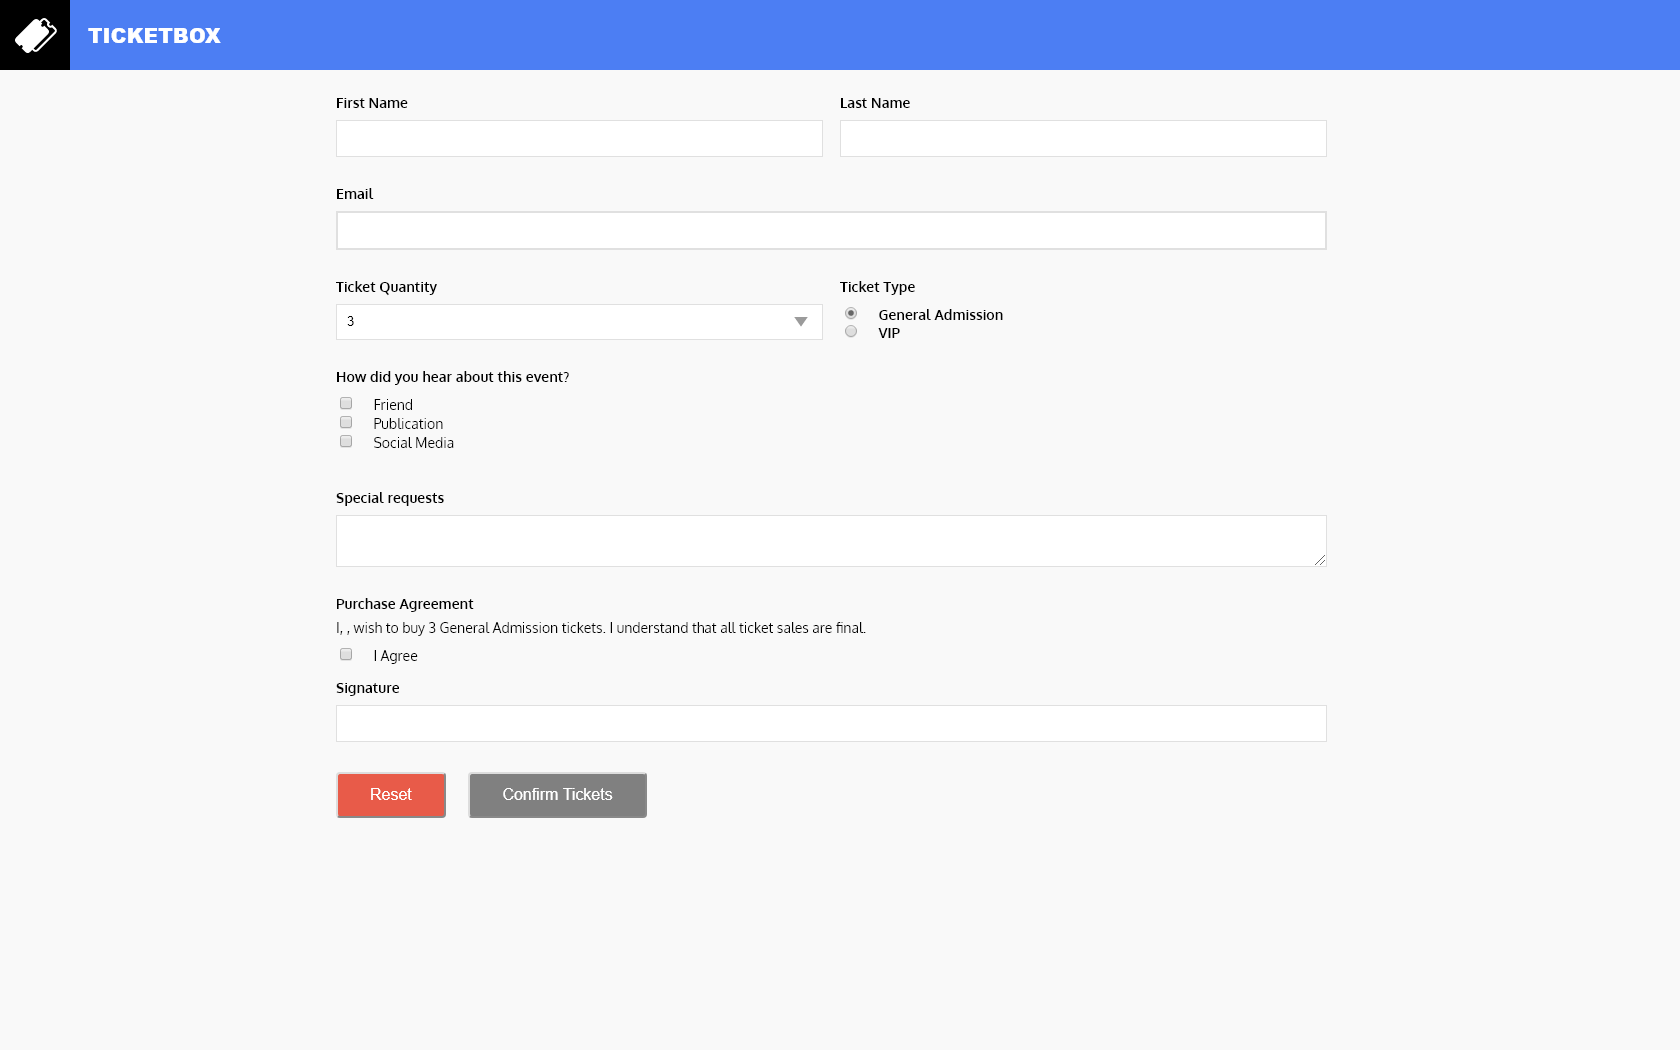 TICKETBOX
First Name
Last Name
Email
Ticket Quantity
Ticket Type
3
General Admission
VIP
How did you hear about this event?
Friend
Publication
Social Media
Special requests
Purchase Agreement
I, , wish to buy 3 General Admission tickets. I understand that all ticket sales are final.
I Agree
Signature
Reset
Confirm Tickets